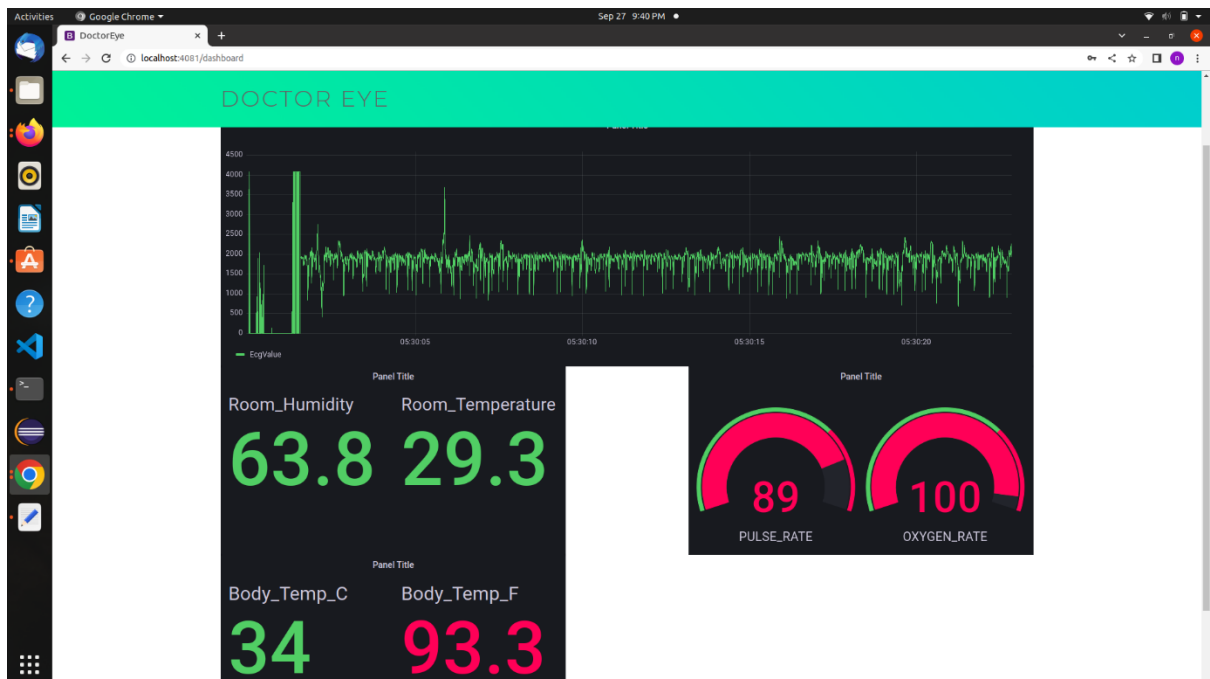 Activities Google Chrome Sep 27 9:40 PM
DoctorEye
localhost:4081/dashboard
DOCTOR EYE
Panel Title
4500
4000
3500
3000
2500
2000
1500
1000
500
0
05:30:05 05:30:10 05:30:15 05:30:20
EcgValue
Panel Title Panel Title
Room_Humidity Room_Temperature
63.8 29.3
89 100
PULSE_RATE OXYGEN_RATE
Panel Title
Body_Temp_C Body_Temp_F
34 93.3